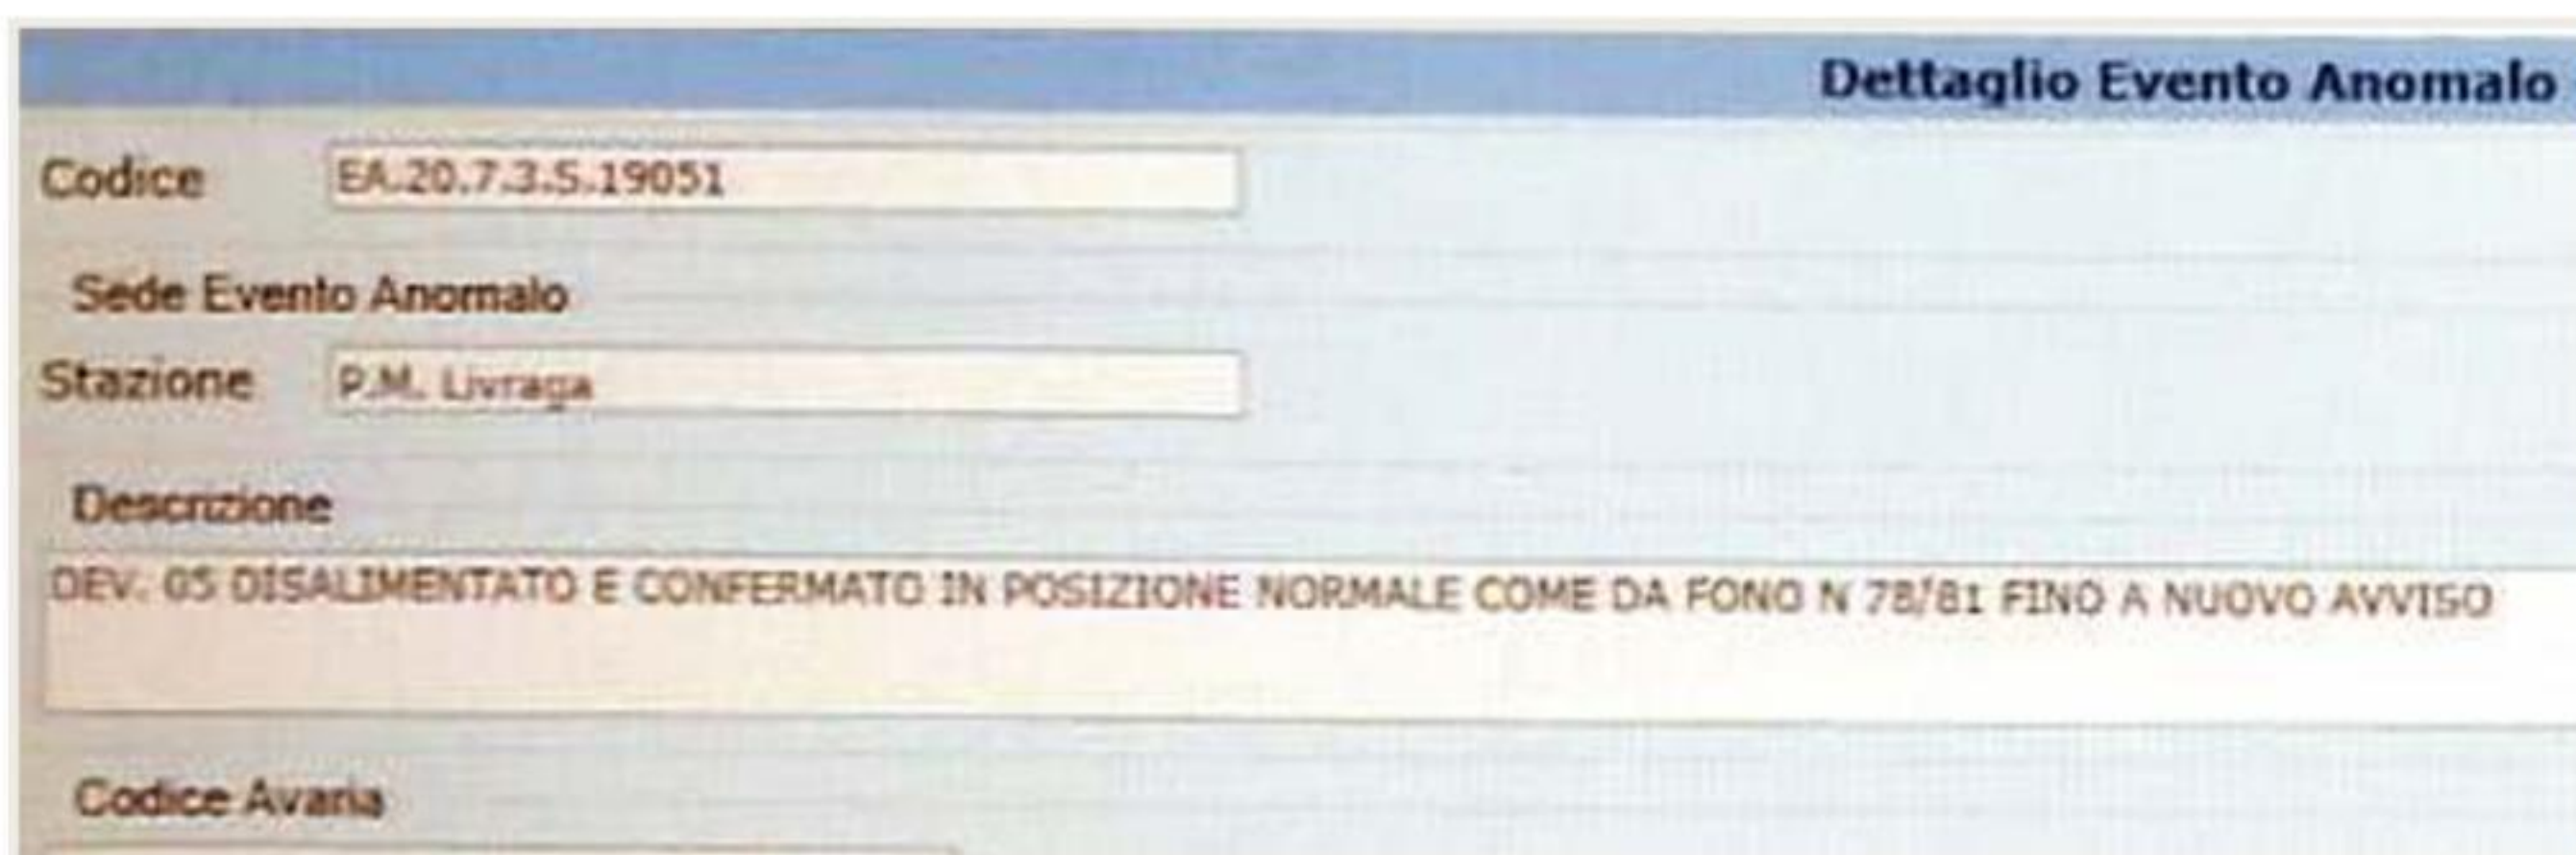 Dettaglio Evento Anomalo
Codice EA.20.7.3.S.19051
Sede Evento Anomalo
Stazione P.M. Livraga
Descrizione
DEV. 05 DISALIMENTATO E CONFERMATO IN POSIZIONE NORMALE COME DA FONO N 78/81 FINO A NUOVO AVVISO
Codice Avaria